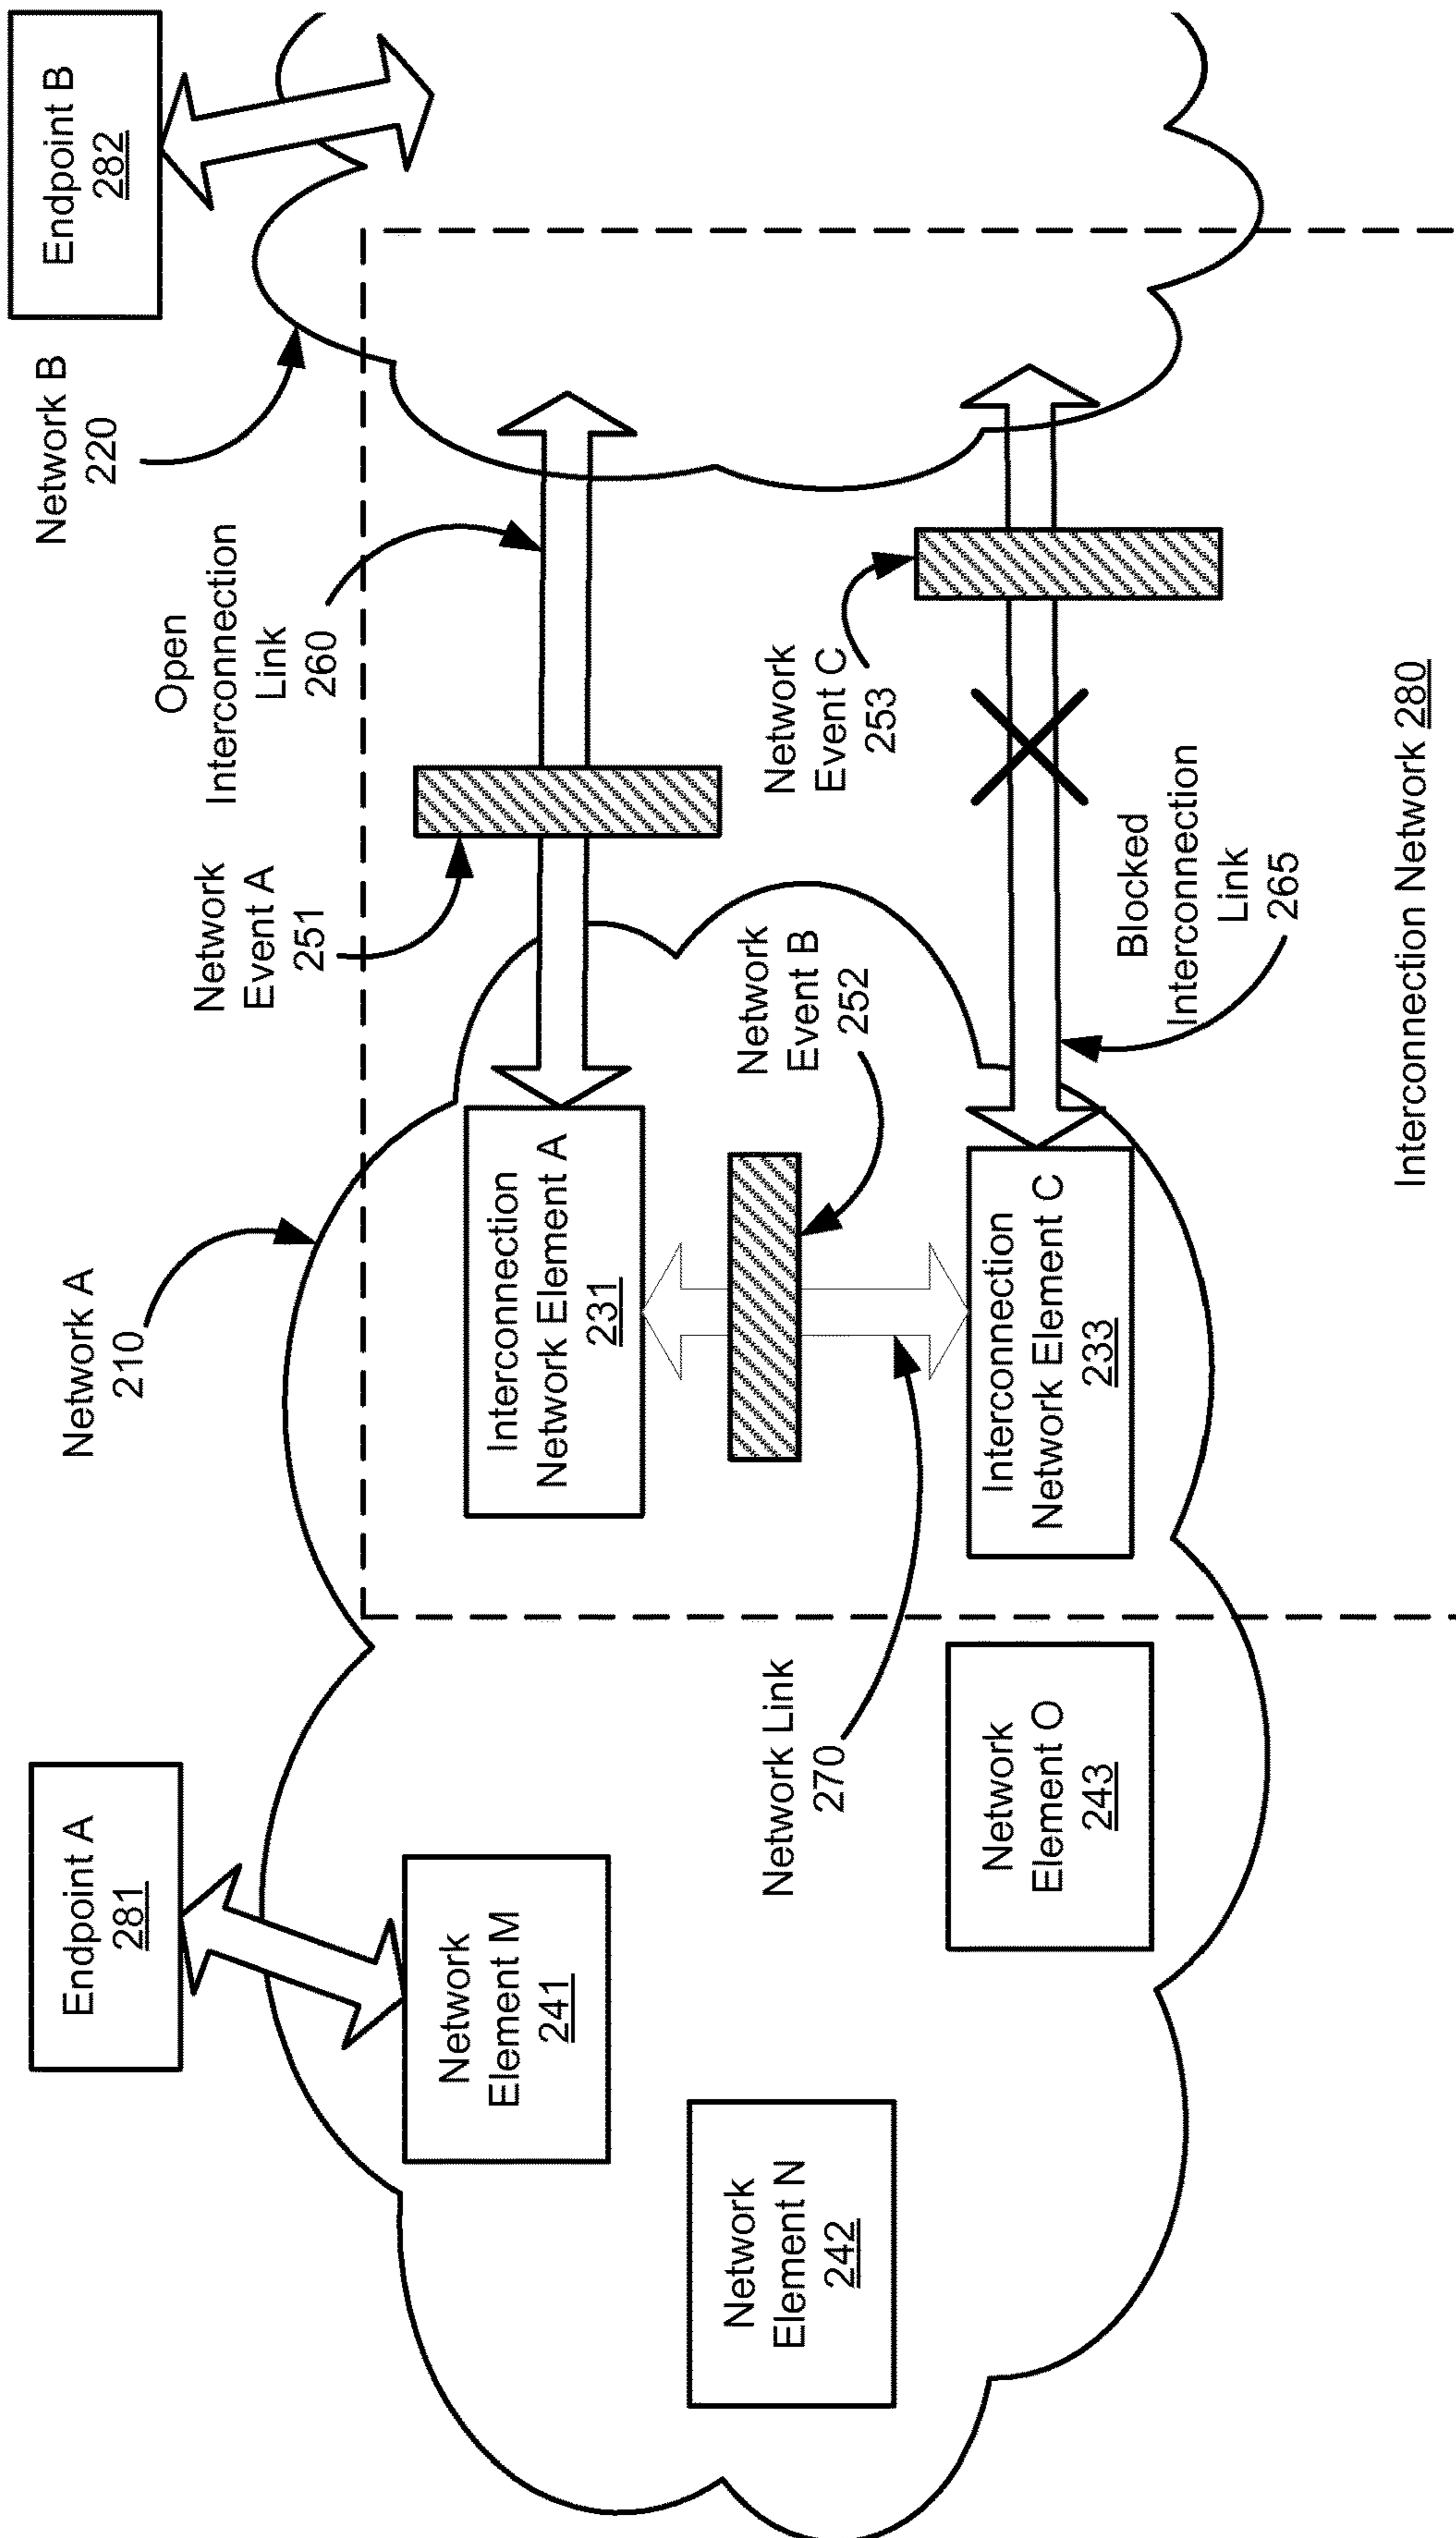 Endpoint A
281
Network A
210
Network
Event A
251
Open
Interconnection
Link
260
Network B
220
Endpoint B
282
Network
Element M
241
Interconnection
Network Element A
231
Network
Element N
242
Network Link
270
Network
Event B
252
Network
Event C
253
Network
Element O
243
Interconnection
Network Element C
233
Blocked
Interconnection
Link
265
Interconnection Network 280